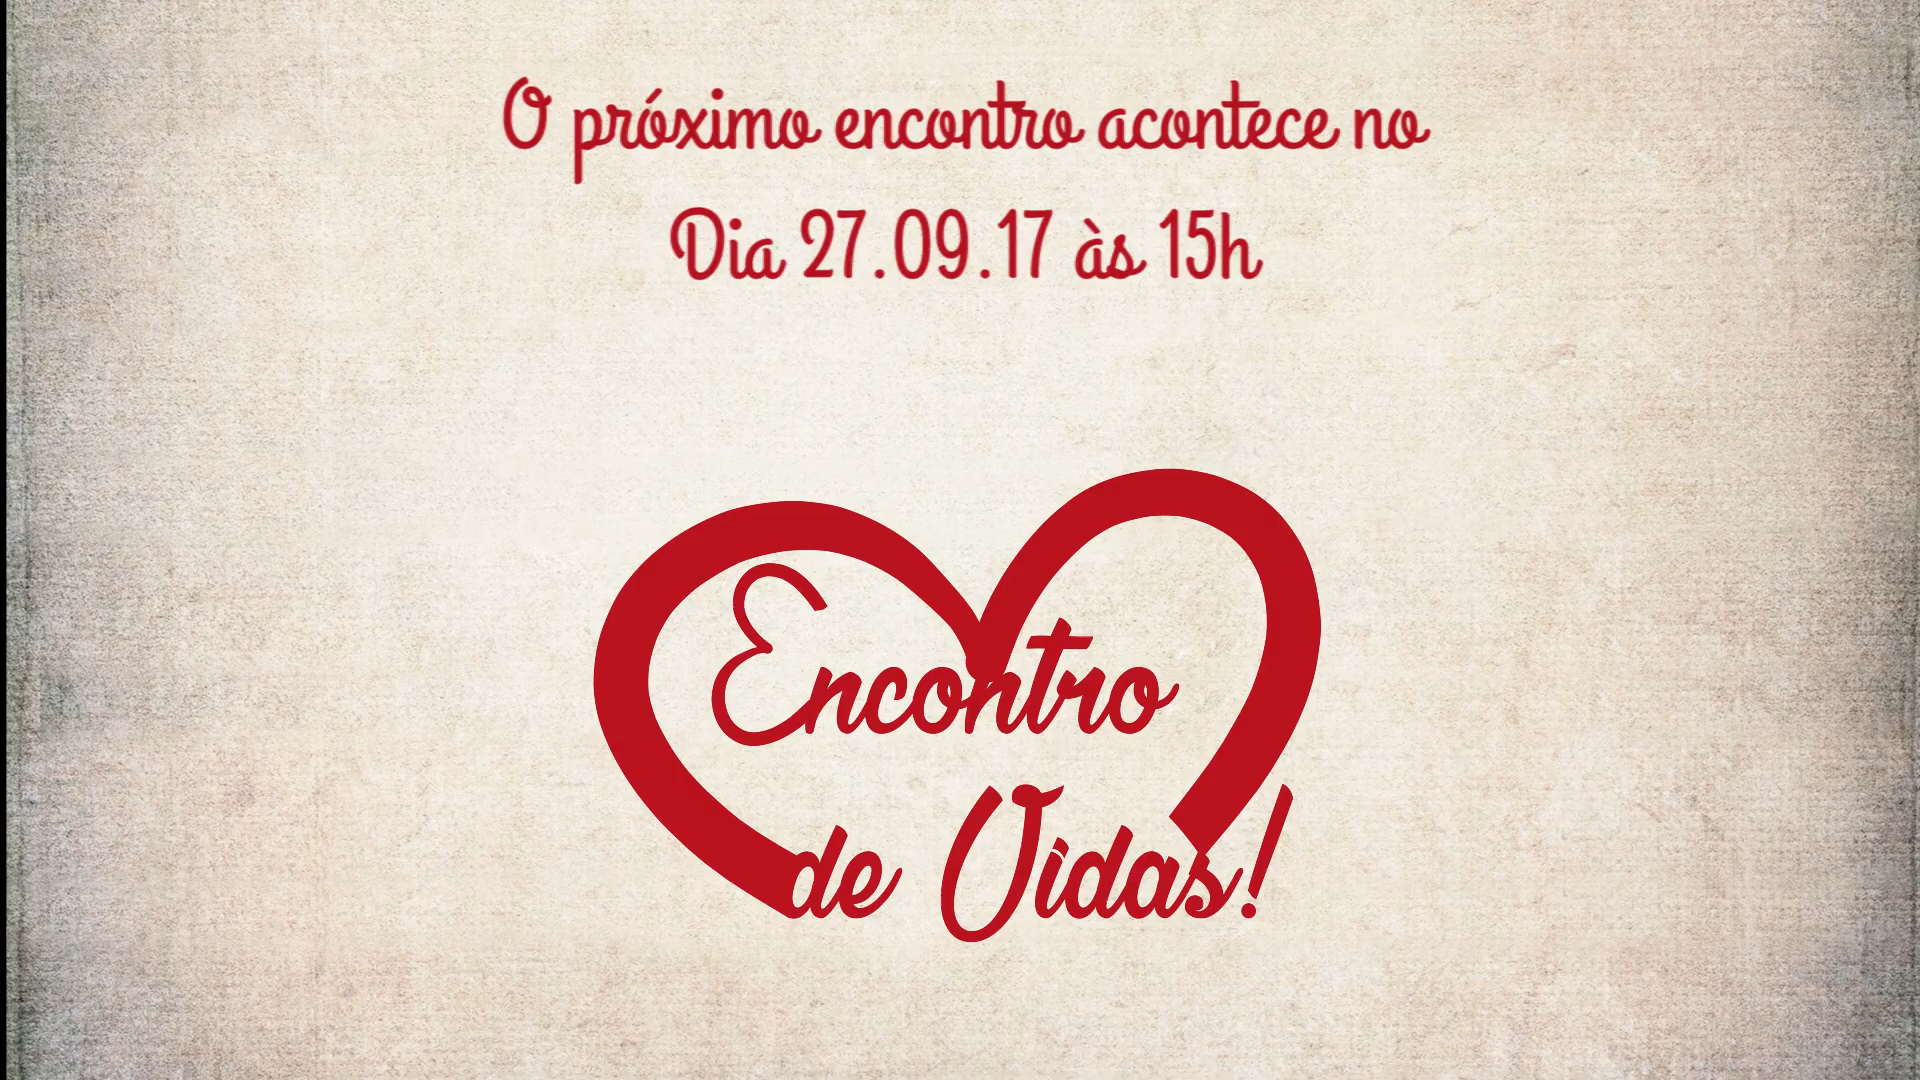 O próximo encontro acontece no
Dia 27.09.17 às 15h
Encontro
de Vidas!